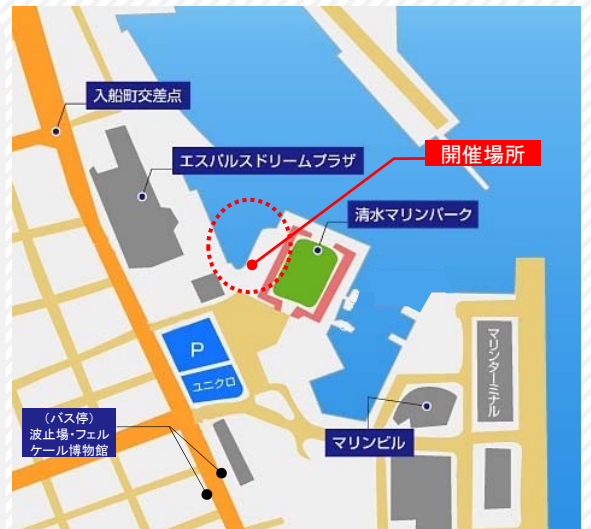 入船町交差点
エスパルスドリームプラザ
開催場所
清水マリンパーク
P
ユニクロ
マリンターミナル
(バス停)
波止場・フェル
ケール博物館
マリンビル